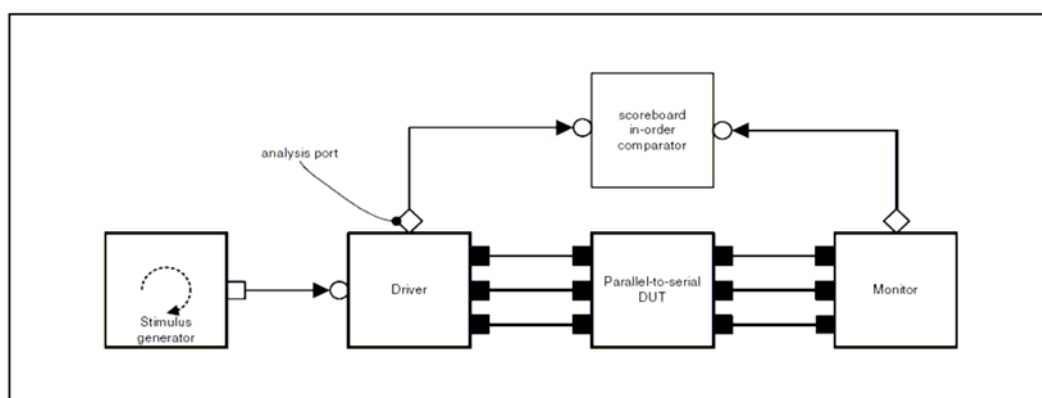 scoreboard
in-order
comparator
analysis port
Stimulus
generator
Driver
Parallel-to-serial
DUT
Monitor